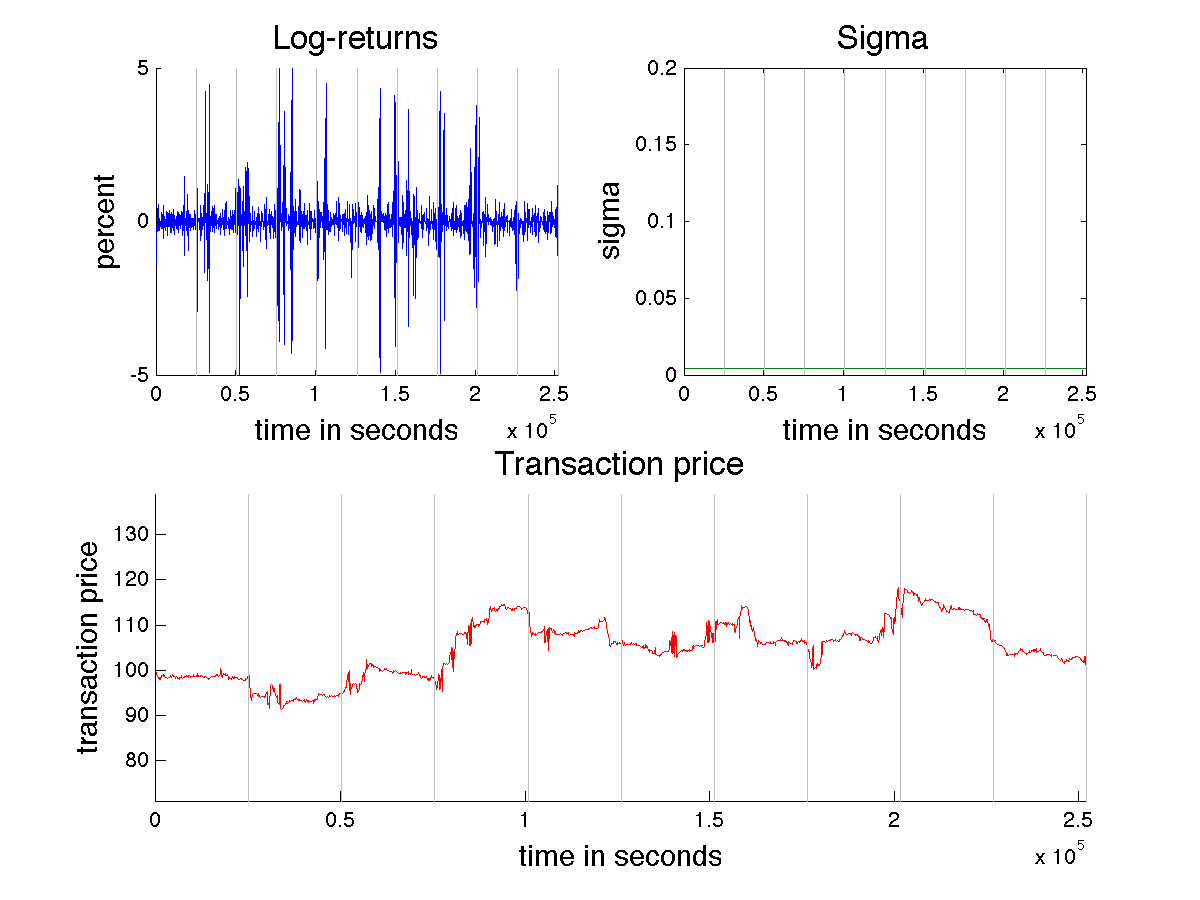 Log-returns
5
0
-5
percent
0 0.5 1 1.5 2 2.5
x 10^5
time in seconds
Sigma
0.2
0.15
0.1
0.05
0
sigma
0 0.5 1 1.5 2 2.5
x 10^5
time in seconds
Transaction price
130
120
110
100
90
80
transaction price
0 0.5 1 1.5 2 2.5
x 10^5
time in seconds